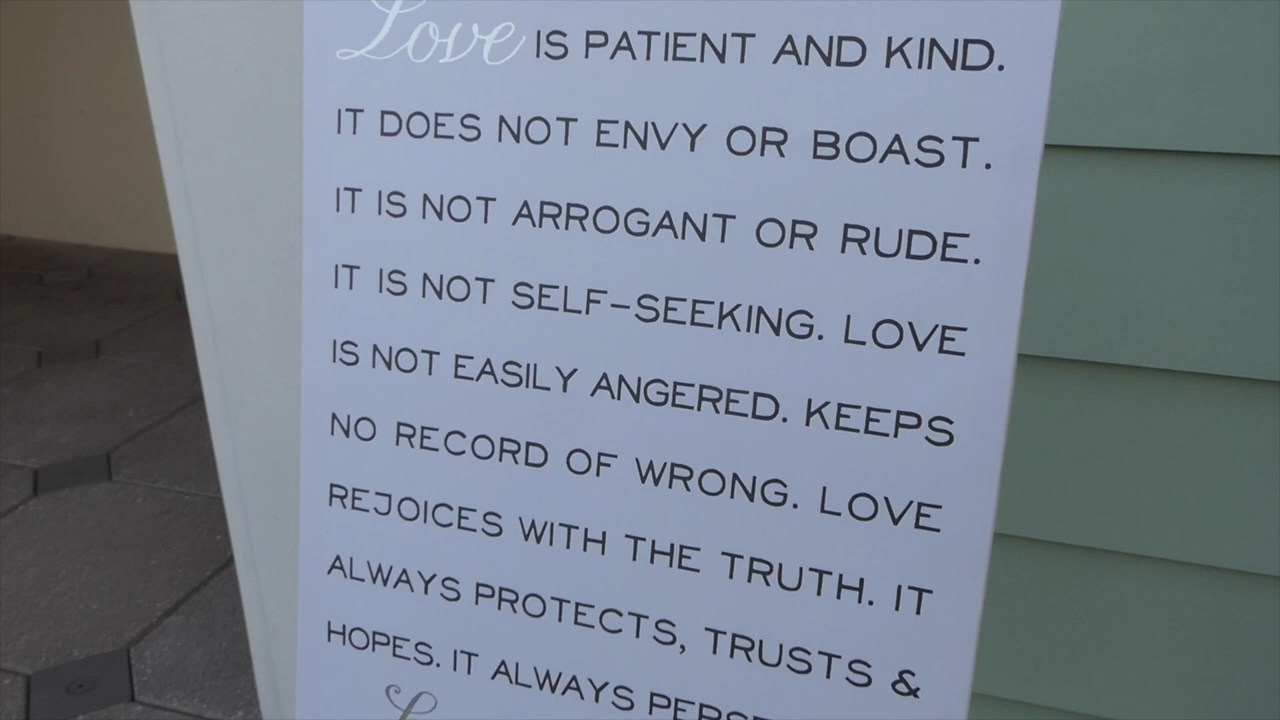 Love IS PATIENT AND KIND.
IT DOES NOT ENVY OR BOAST.
IT IS NOT ARROGANT OR RUDE.
IT IS NOT SELF-SEEKING. LOVE
IS NOT EASILY ANGERED. KEEPS
NO RECORD OF WRONG. LOVE
REJOICES WITH THE TRUTH. IT
ALWAYS PROTECTS, TRUSTS &
HOPES. IT ALWAYS